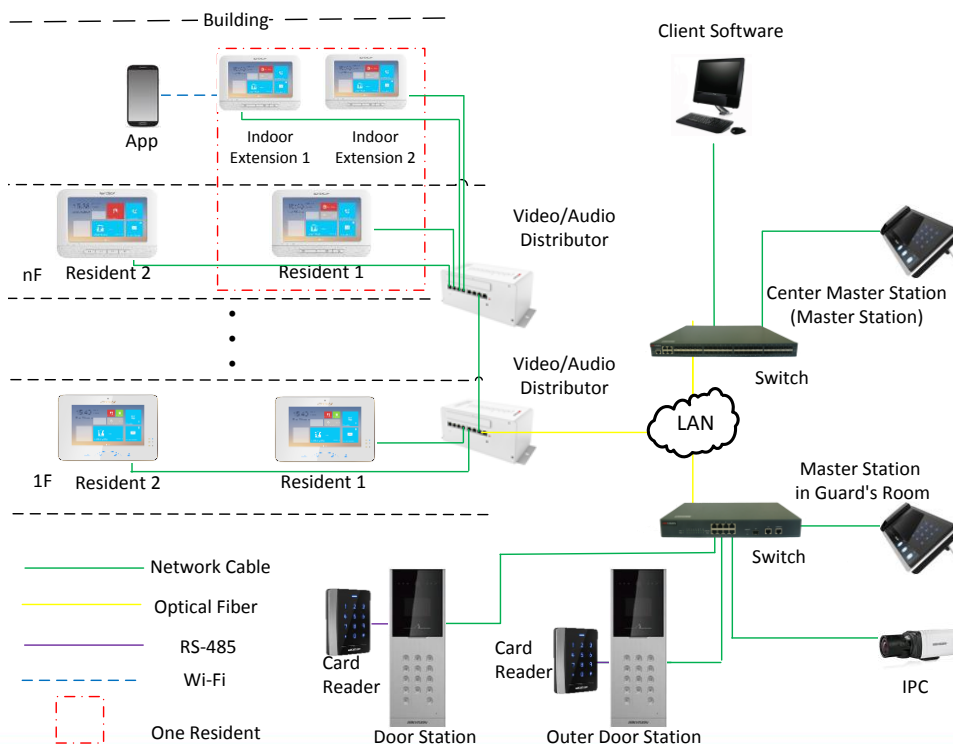 Building
Client Software
App
Indoor
Extension 1
Indoor
Extension 2
Video/Audio
Distributor
nF
Resident 2
Resident 1
Center Master Station
(Master Station)
Video/Audio
Distributor
Switch
LAN
1F
Resident 2
Resident 1
Master Station
in Guard's Room
Switch
Network Cable
Optical Fiber
RS-485
Wi-Fi
One Resident
Card
Reader
Door Station
Card
Reader
Outer Door Station
IPC